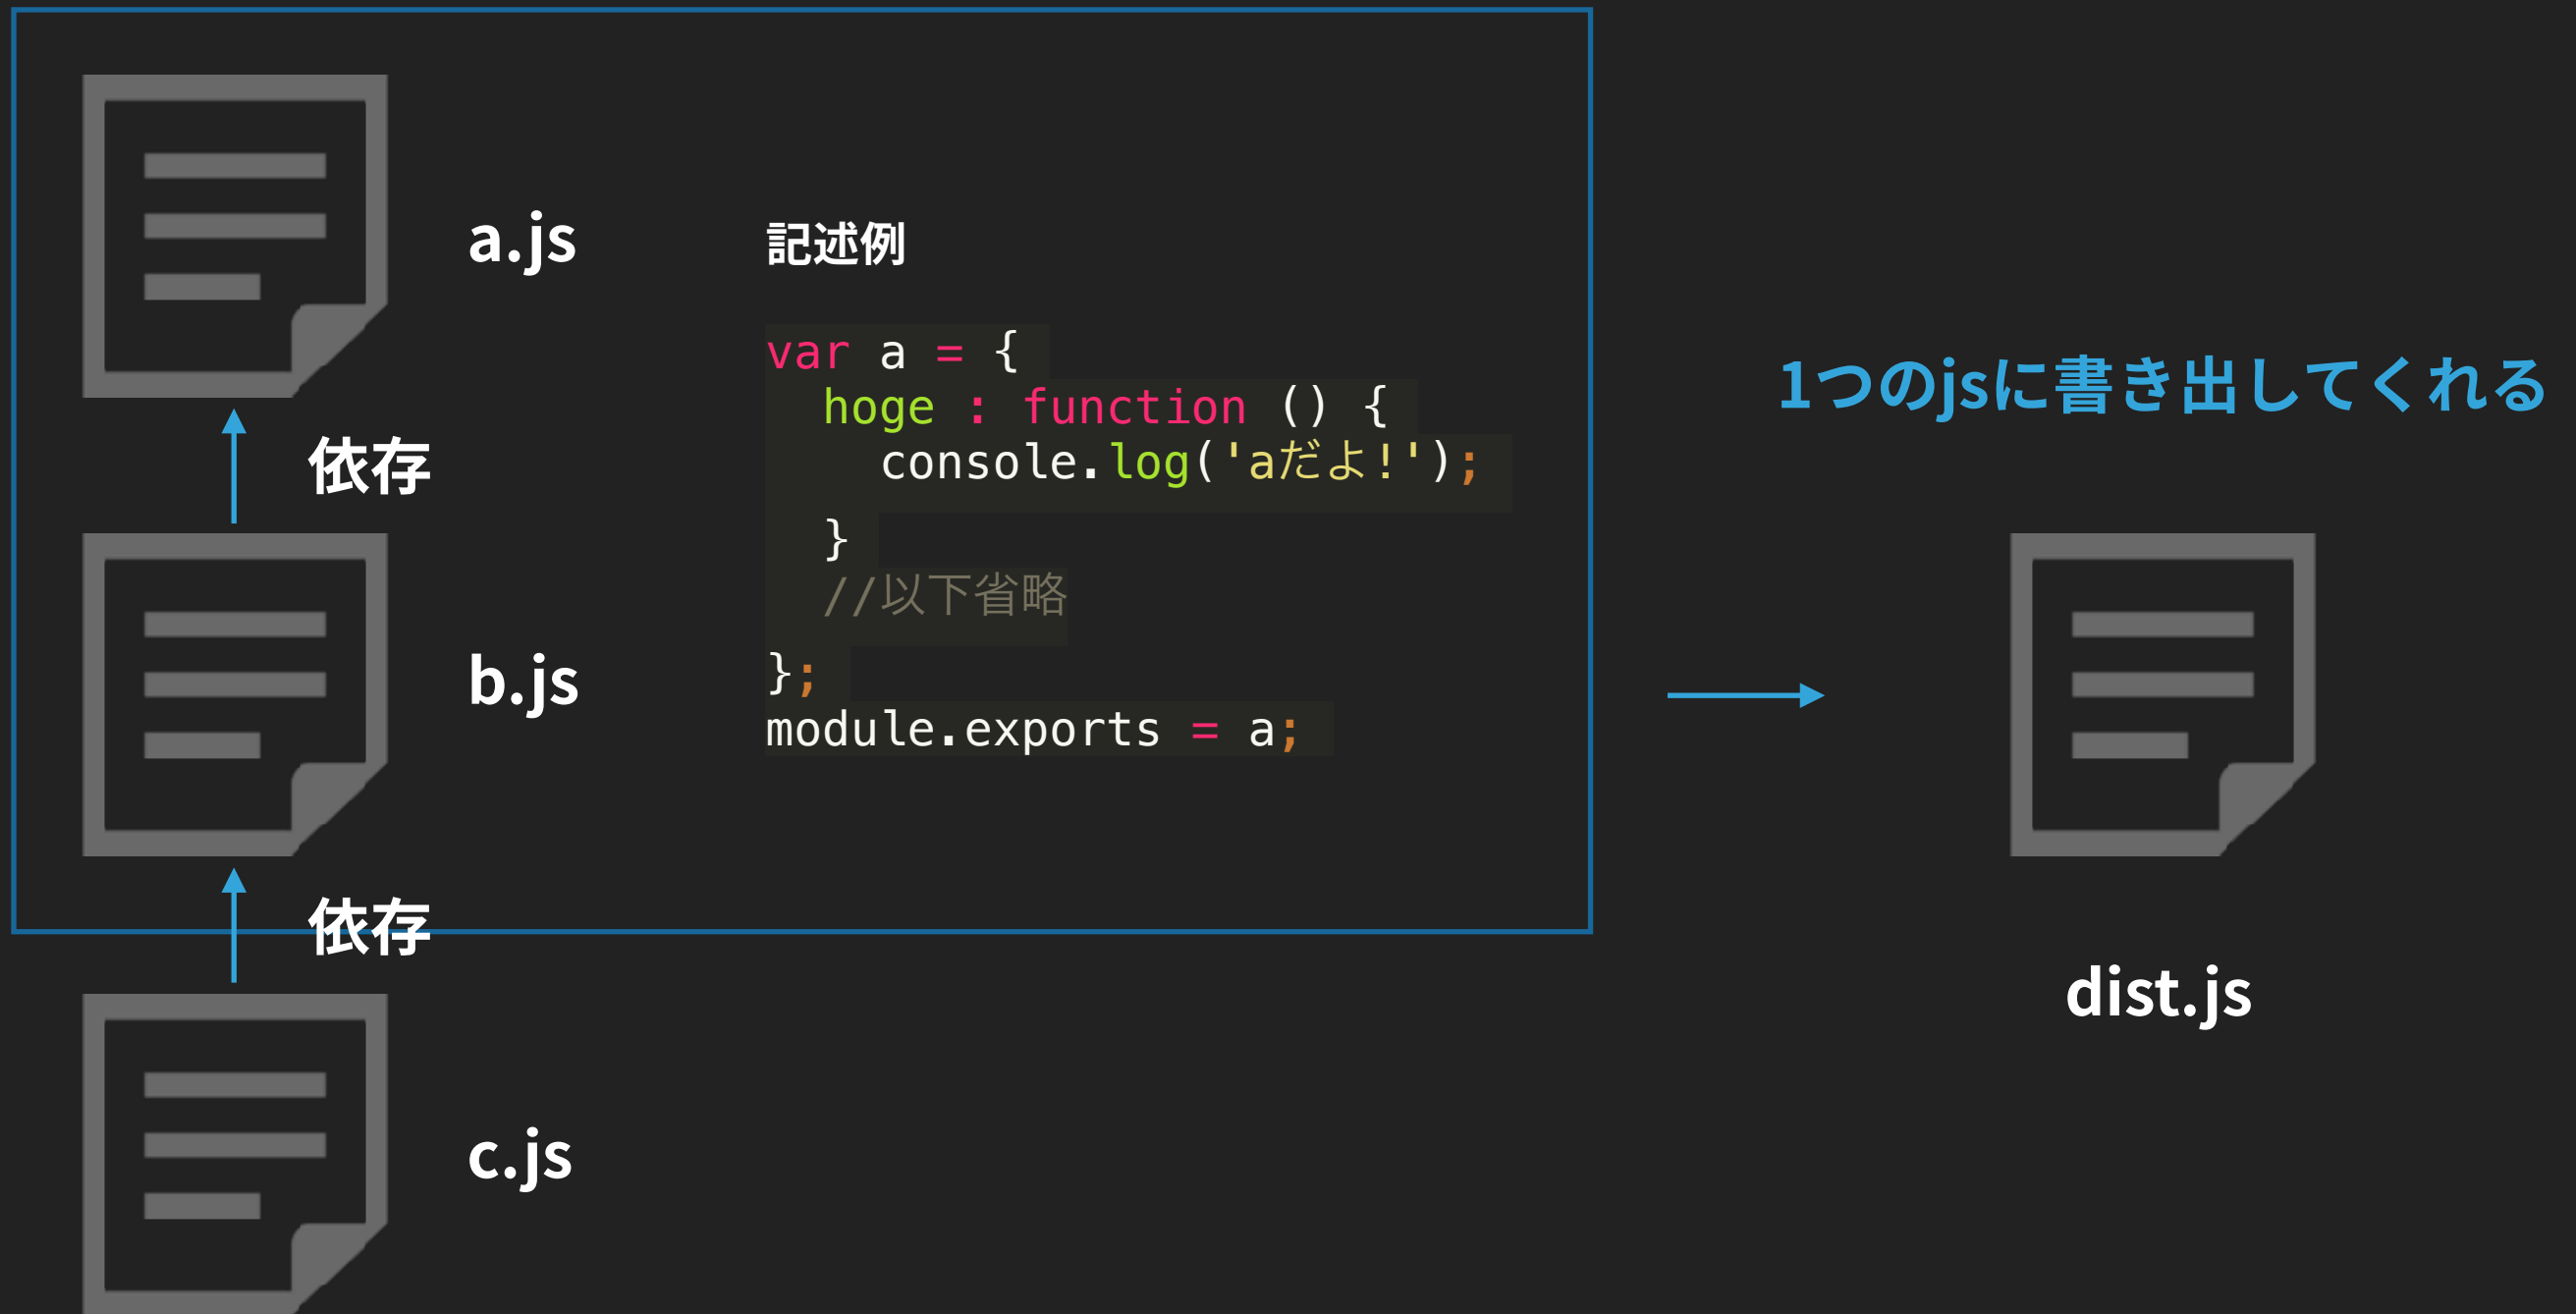 a.js
記述例
var a = {
  hoge : function () {
    console.log('aだよ!');
  }
  //以下省略
};
module.exports = a;
依存
b.js
依存
c.js
1つのjsに書き出してくれる
dist.js